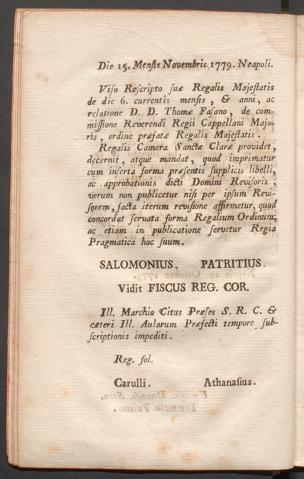 Die 15. Mensis Novembris 1779. Neapoli.
Viso Rescripto suæ Regalis Majestatis
de die 6. currentis mensis, & anni, ac
relatione D. D. Thomæ Fasano, de com-
missione Reverendi Regii Cappellani Majo-
ris, ordine præfatæ Regalis Majestatis.
Regalis Camera Sanctæ Claræ providet,
decernit, atque mandat, quod imprimatur
cum inserta forma præsentis supplicis libelli,
ac approbationis dicti Domini Revisoris,
verum non publicetur nisi per ipsum Revi-
sorem, facta iterum revisione affirmetur, quod
concordat servata forma Regalium Ordinum,
ac etiam in publicatione servetur Regia
Pragmatica hoc suum.
SALOMONIUS. PATRITIUS.
Vidit FISCUS REG. COR.
Ill. Marchio Citus Præses S. R. C. &
cæteri Ill. Aularum Præfecti tempore sub-
scriptionis impediti.
Reg. sol.
Carulli. Athanasius.